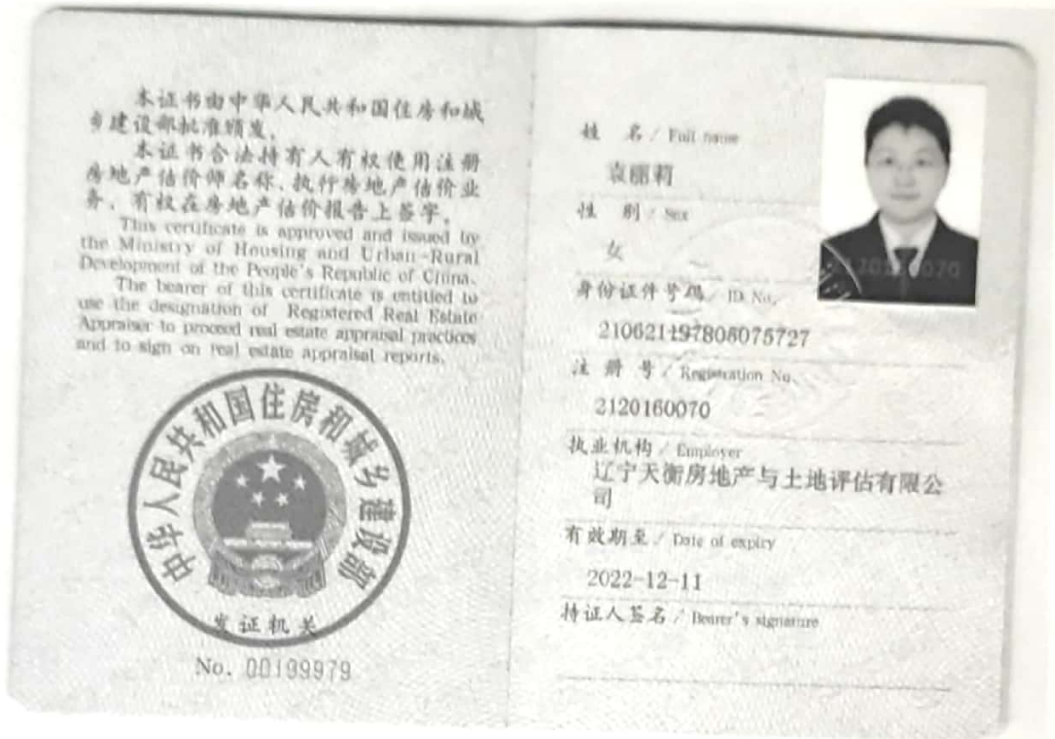 本证书由中华人民共和国住房和城
乡建设部批准颁发。
本证书合法持有人有权使用注册
房地产估价师名称、执行房地产估价业
务，有权在房地产估价报告上签字。
This certificate is approved and issued by
the Ministry of Housing and Urban-Rural
Development of the People's Republic of China.
The bearer of this certificate is entitled to
use the designation of Registered Real Estate
Appraiser to proceed real estate appraisal practices
and to sign on real estate appraisal reports.
中华人民共和国住房和城乡建设部
发证机关
No. 00199979
姓 名 / Full name
袁丽莉
性 别 / Sex
女
身份证件号码 / ID No.
210621197806075727
注 册 号 / Registration No.
2120160070
执业机构 / Employer
辽宁天衡房地产与土地评估有限公
司
有效期至 / Date of expiry
2022-12-11
持证人签名 / Bearer's signature